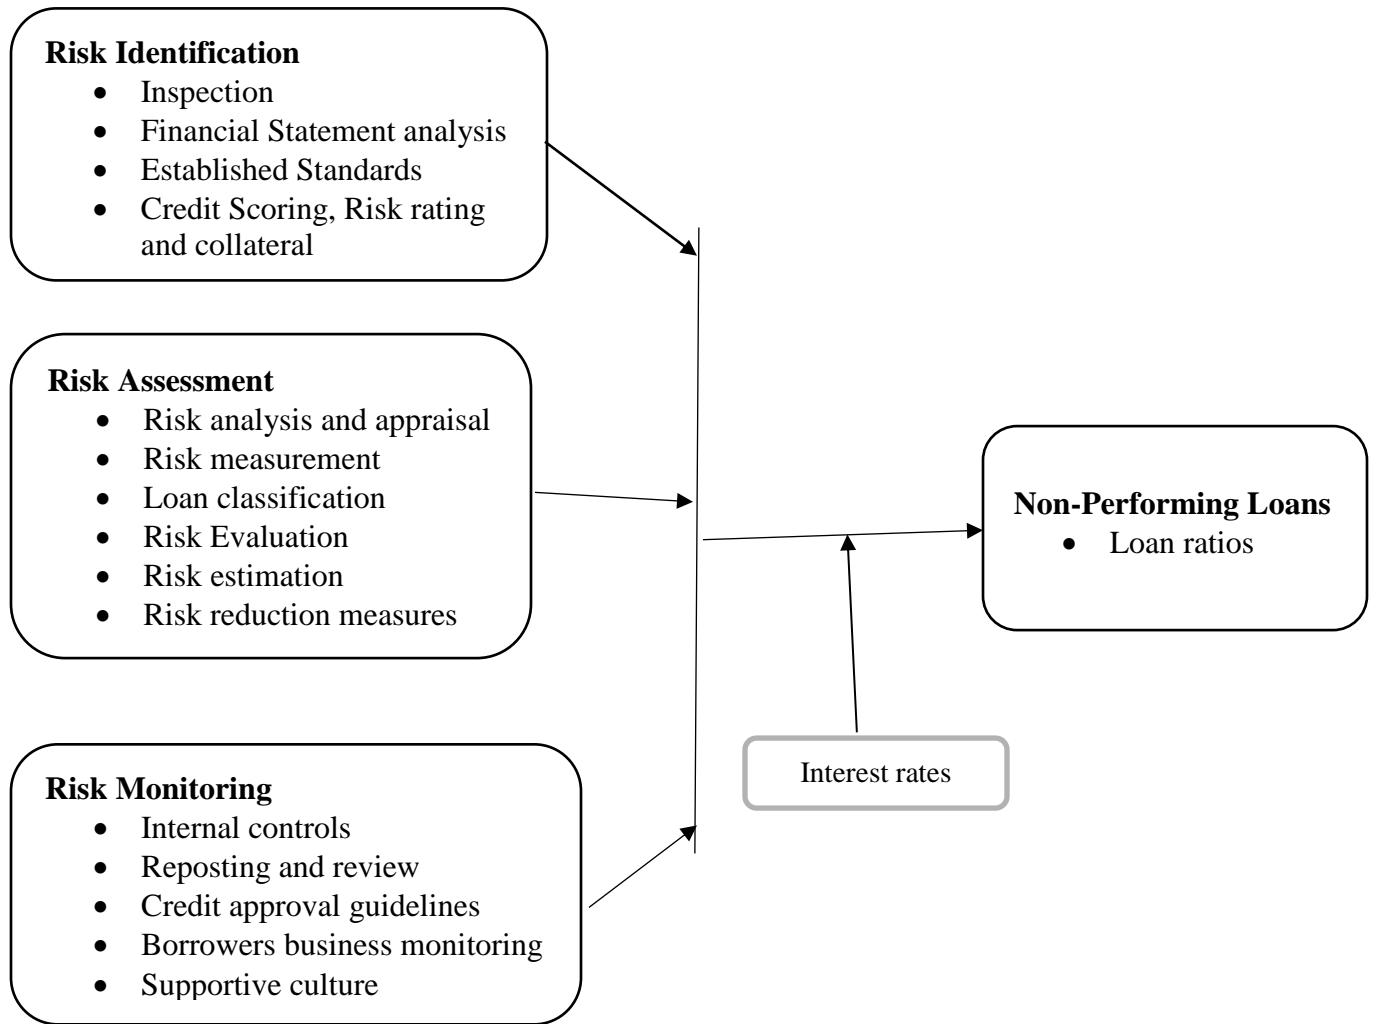 Risk Identification
• Inspection
• Financial Statement analysis
• Established Standards
• Credit Scoring, Risk rating
and collateral
Risk Assessment
• Risk analysis and appraisal
• Risk measurement
• Loan classification
• Risk Evaluation
• Risk estimation
• Risk reduction measures
Risk Monitoring
• Internal controls
• Reposting and review
• Credit approval guidelines
• Borrowers business monitoring
• Supportive culture
Interest rates
Non-Performing Loans
• Loan ratios